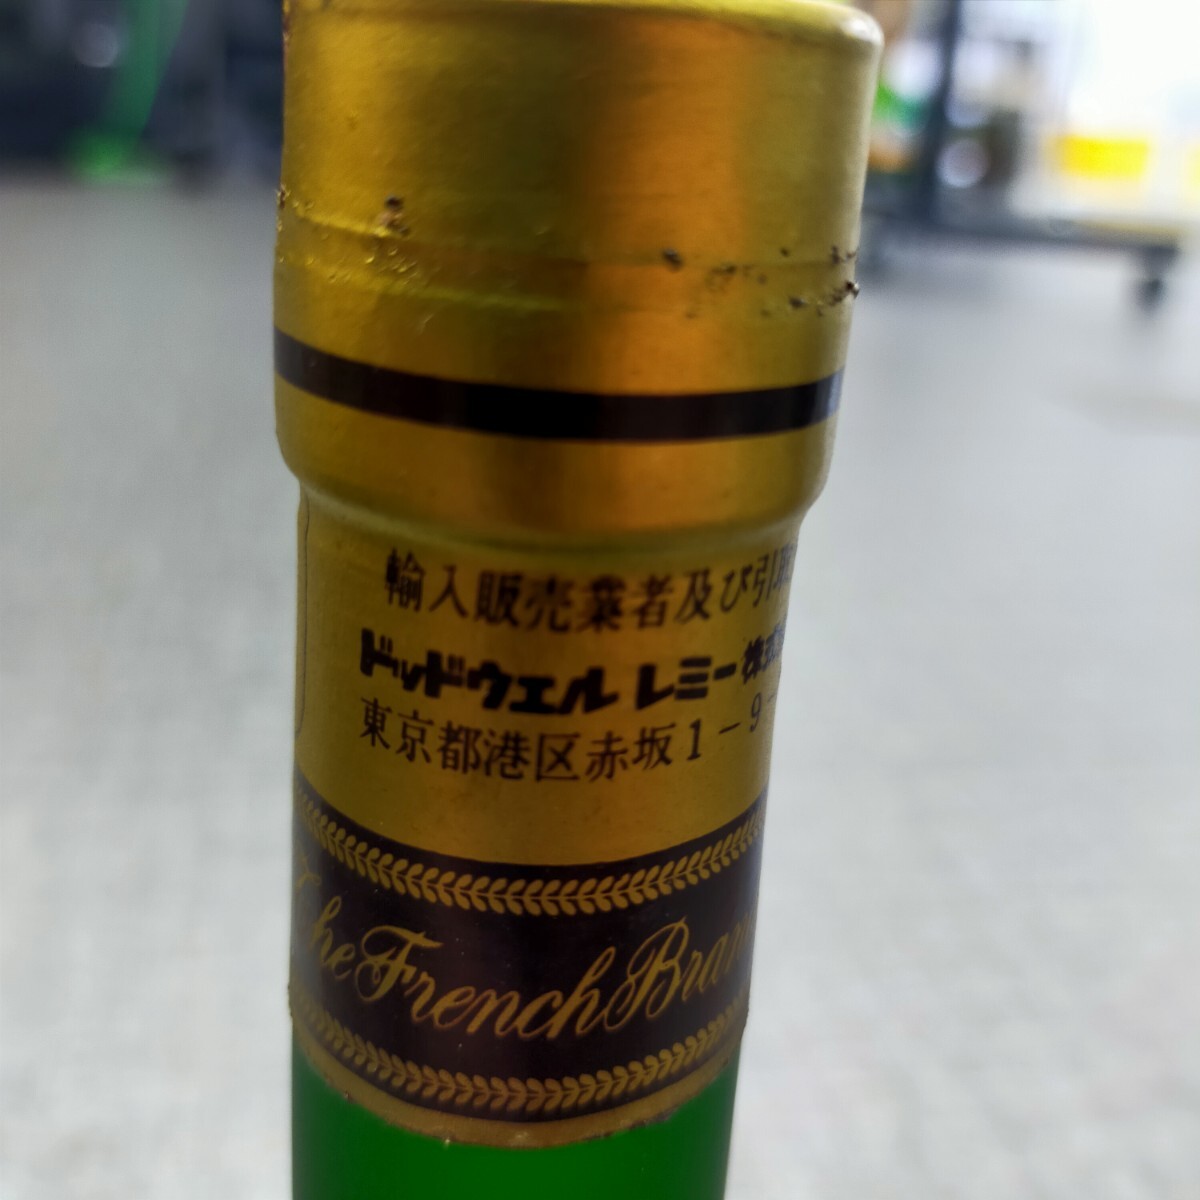 輸入販売業者及び引取
ドッドウエル レミー株式
東京都港区赤坂1-9-
The French Bran